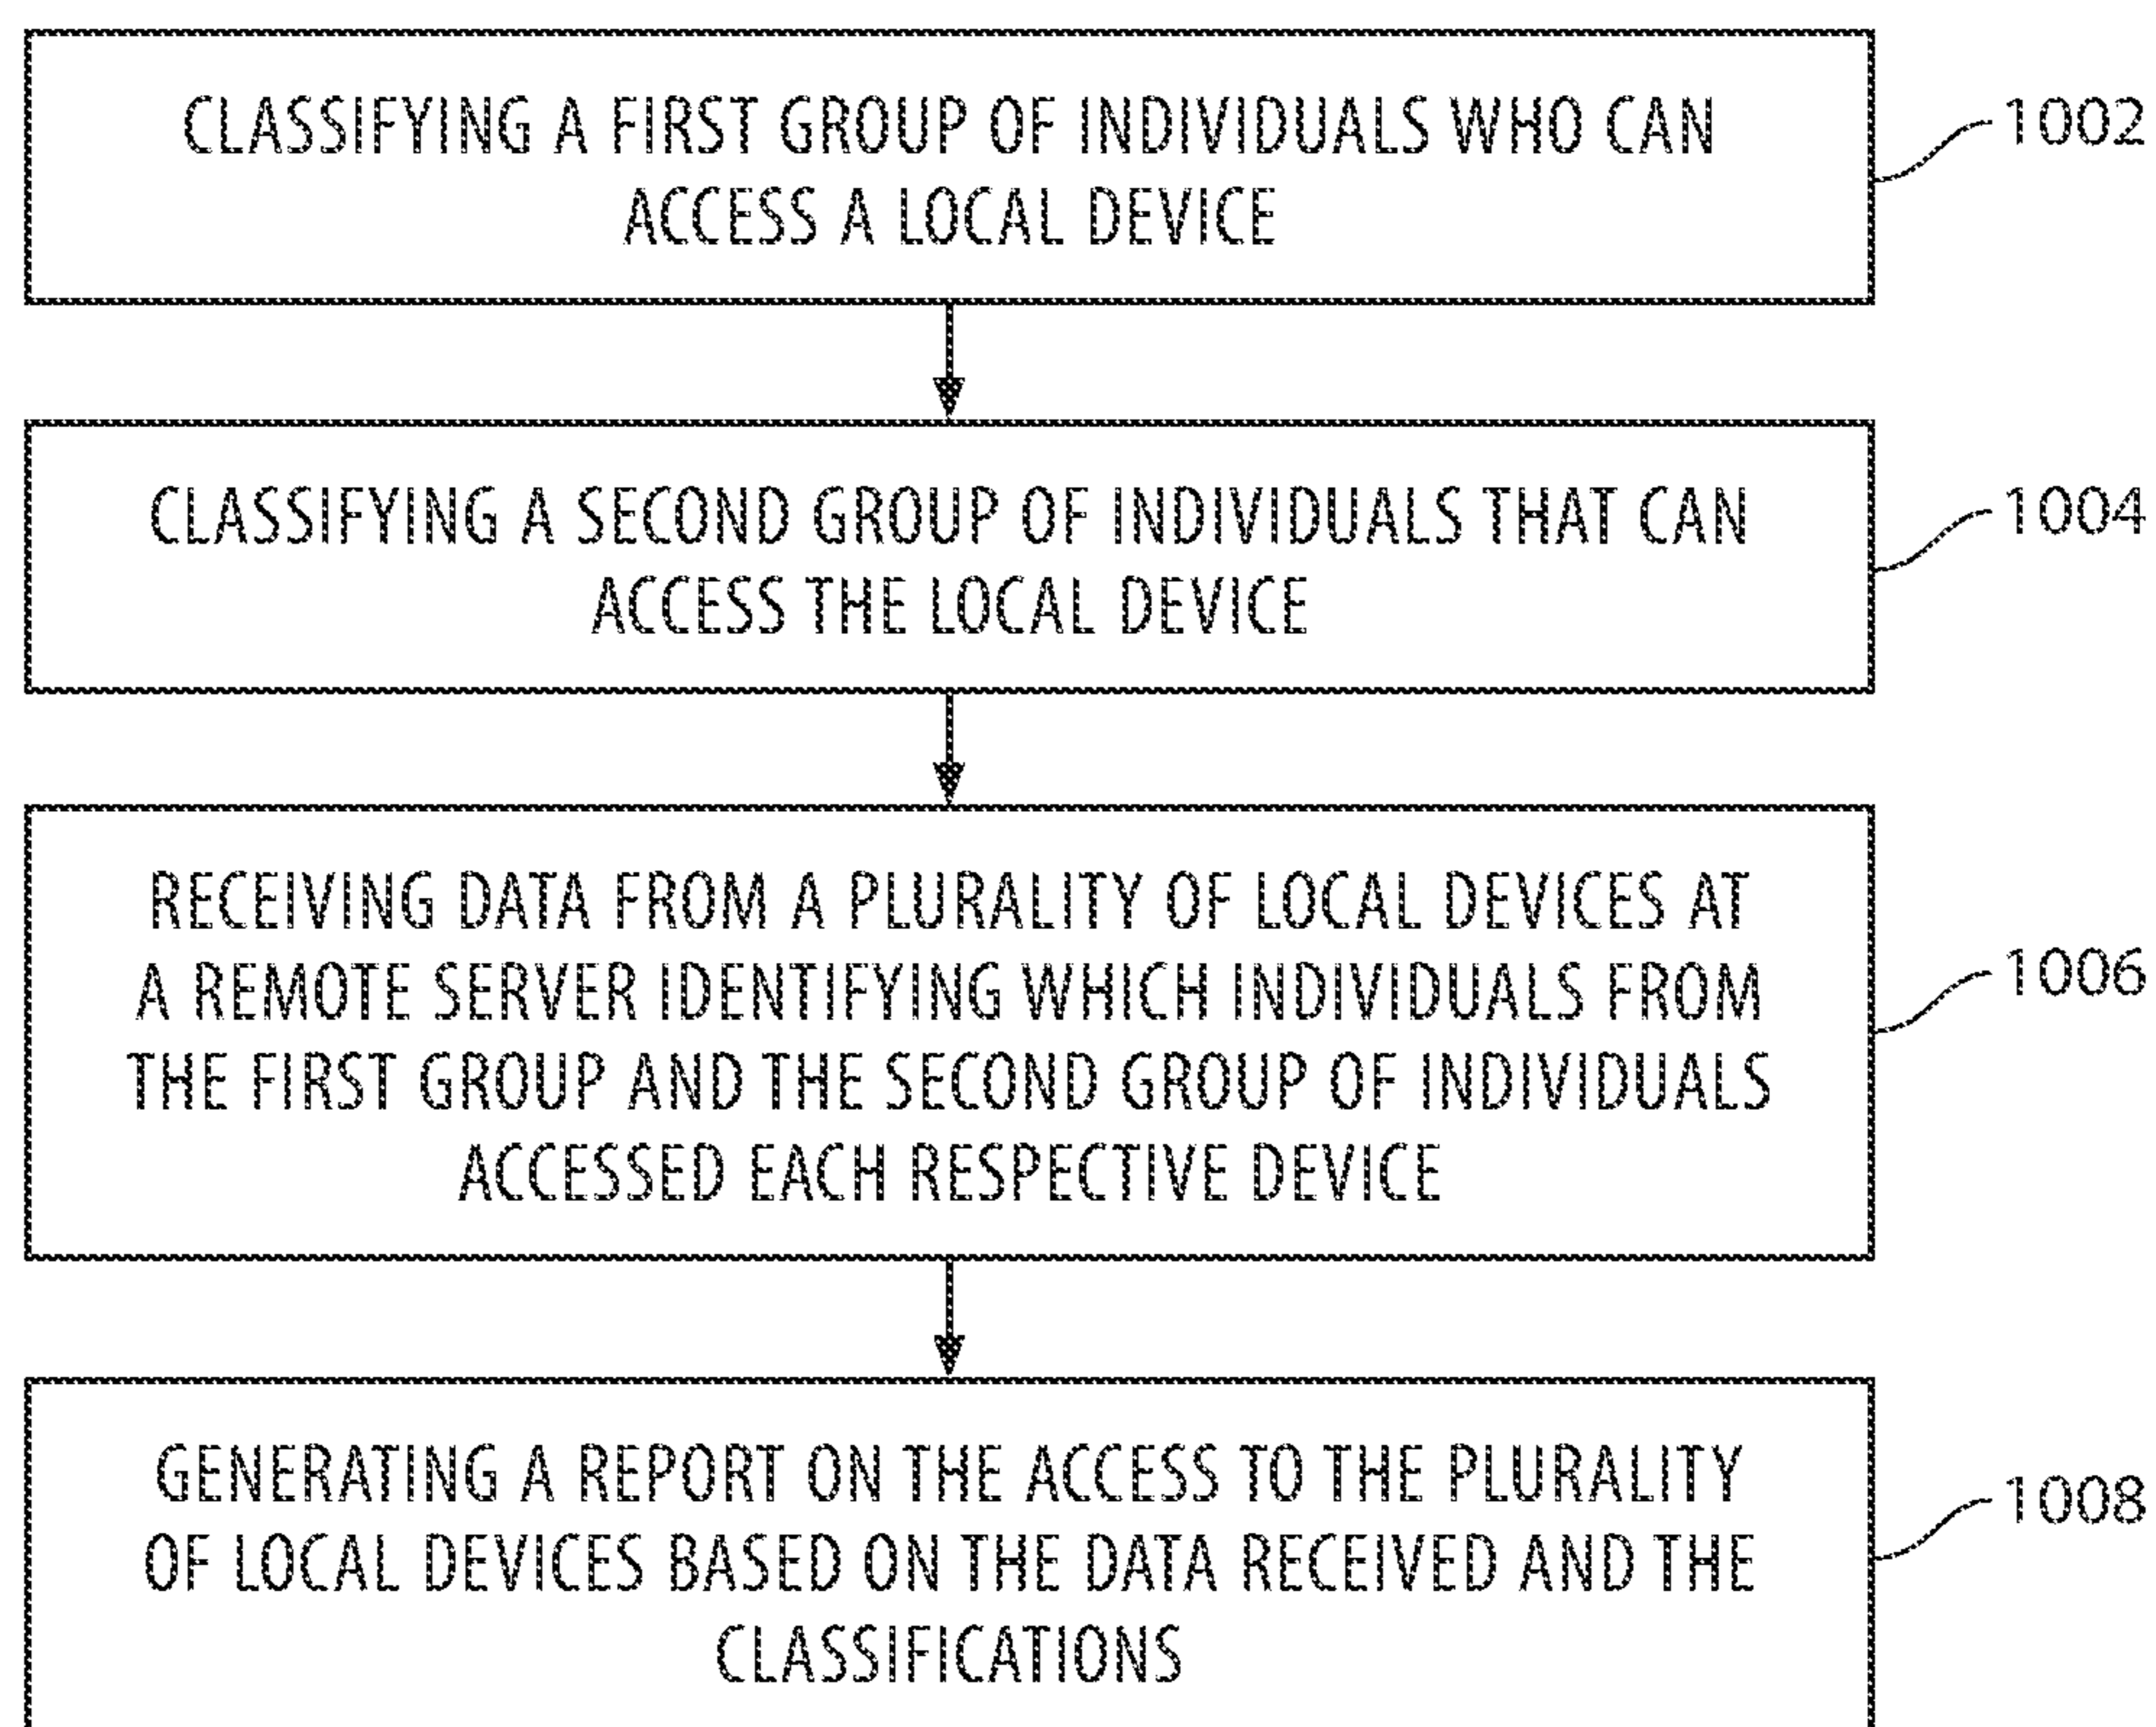 CLASSIFYING A FIRST GROUP OF INDIVIDUALS WHO CAN
ACCESS A LOCAL DEVICE
1002
CLASSIFYING A SECOND GROUP OF INDIVIDUALS THAT CAN
ACCESS THE LOCAL DEVICE
1004
RECEIVING DATA FROM A PLURALITY OF LOCAL DEVICES AT
A REMOTE SERVER IDENTIFYING WHICH INDIVIDUALS FROM
THE FIRST GROUP AND THE SECOND GROUP OF INDIVIDUALS
ACCESSED EACH RESPECTIVE DEVICE
1006
GENERATING A REPORT ON THE ACCESS TO THE PLURALITY
OF LOCAL DEVICES BASED ON THE DATA RECEIVED AND THE
CLASSIFICATIONS
1008